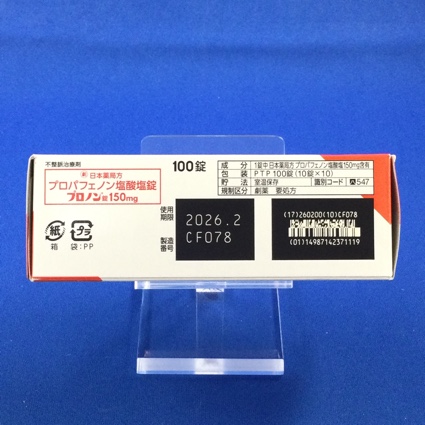 不整脈治療剤
劇 日本薬局方
プロパフェノン塩酸塩錠
プロノン錠150mg
紙 プラ
箱 袋:PP
100錠
成分 1錠中日本薬局方プロパフェノン塩酸塩150mg含有
包装 PTP 100錠(10錠×10)
貯法 室温保存 識別コード 547
規制区分 劇薬 要処方
使用期限 2026.2
製造番号 CF078
(17)260200(10)CF078
(01)14987142371119